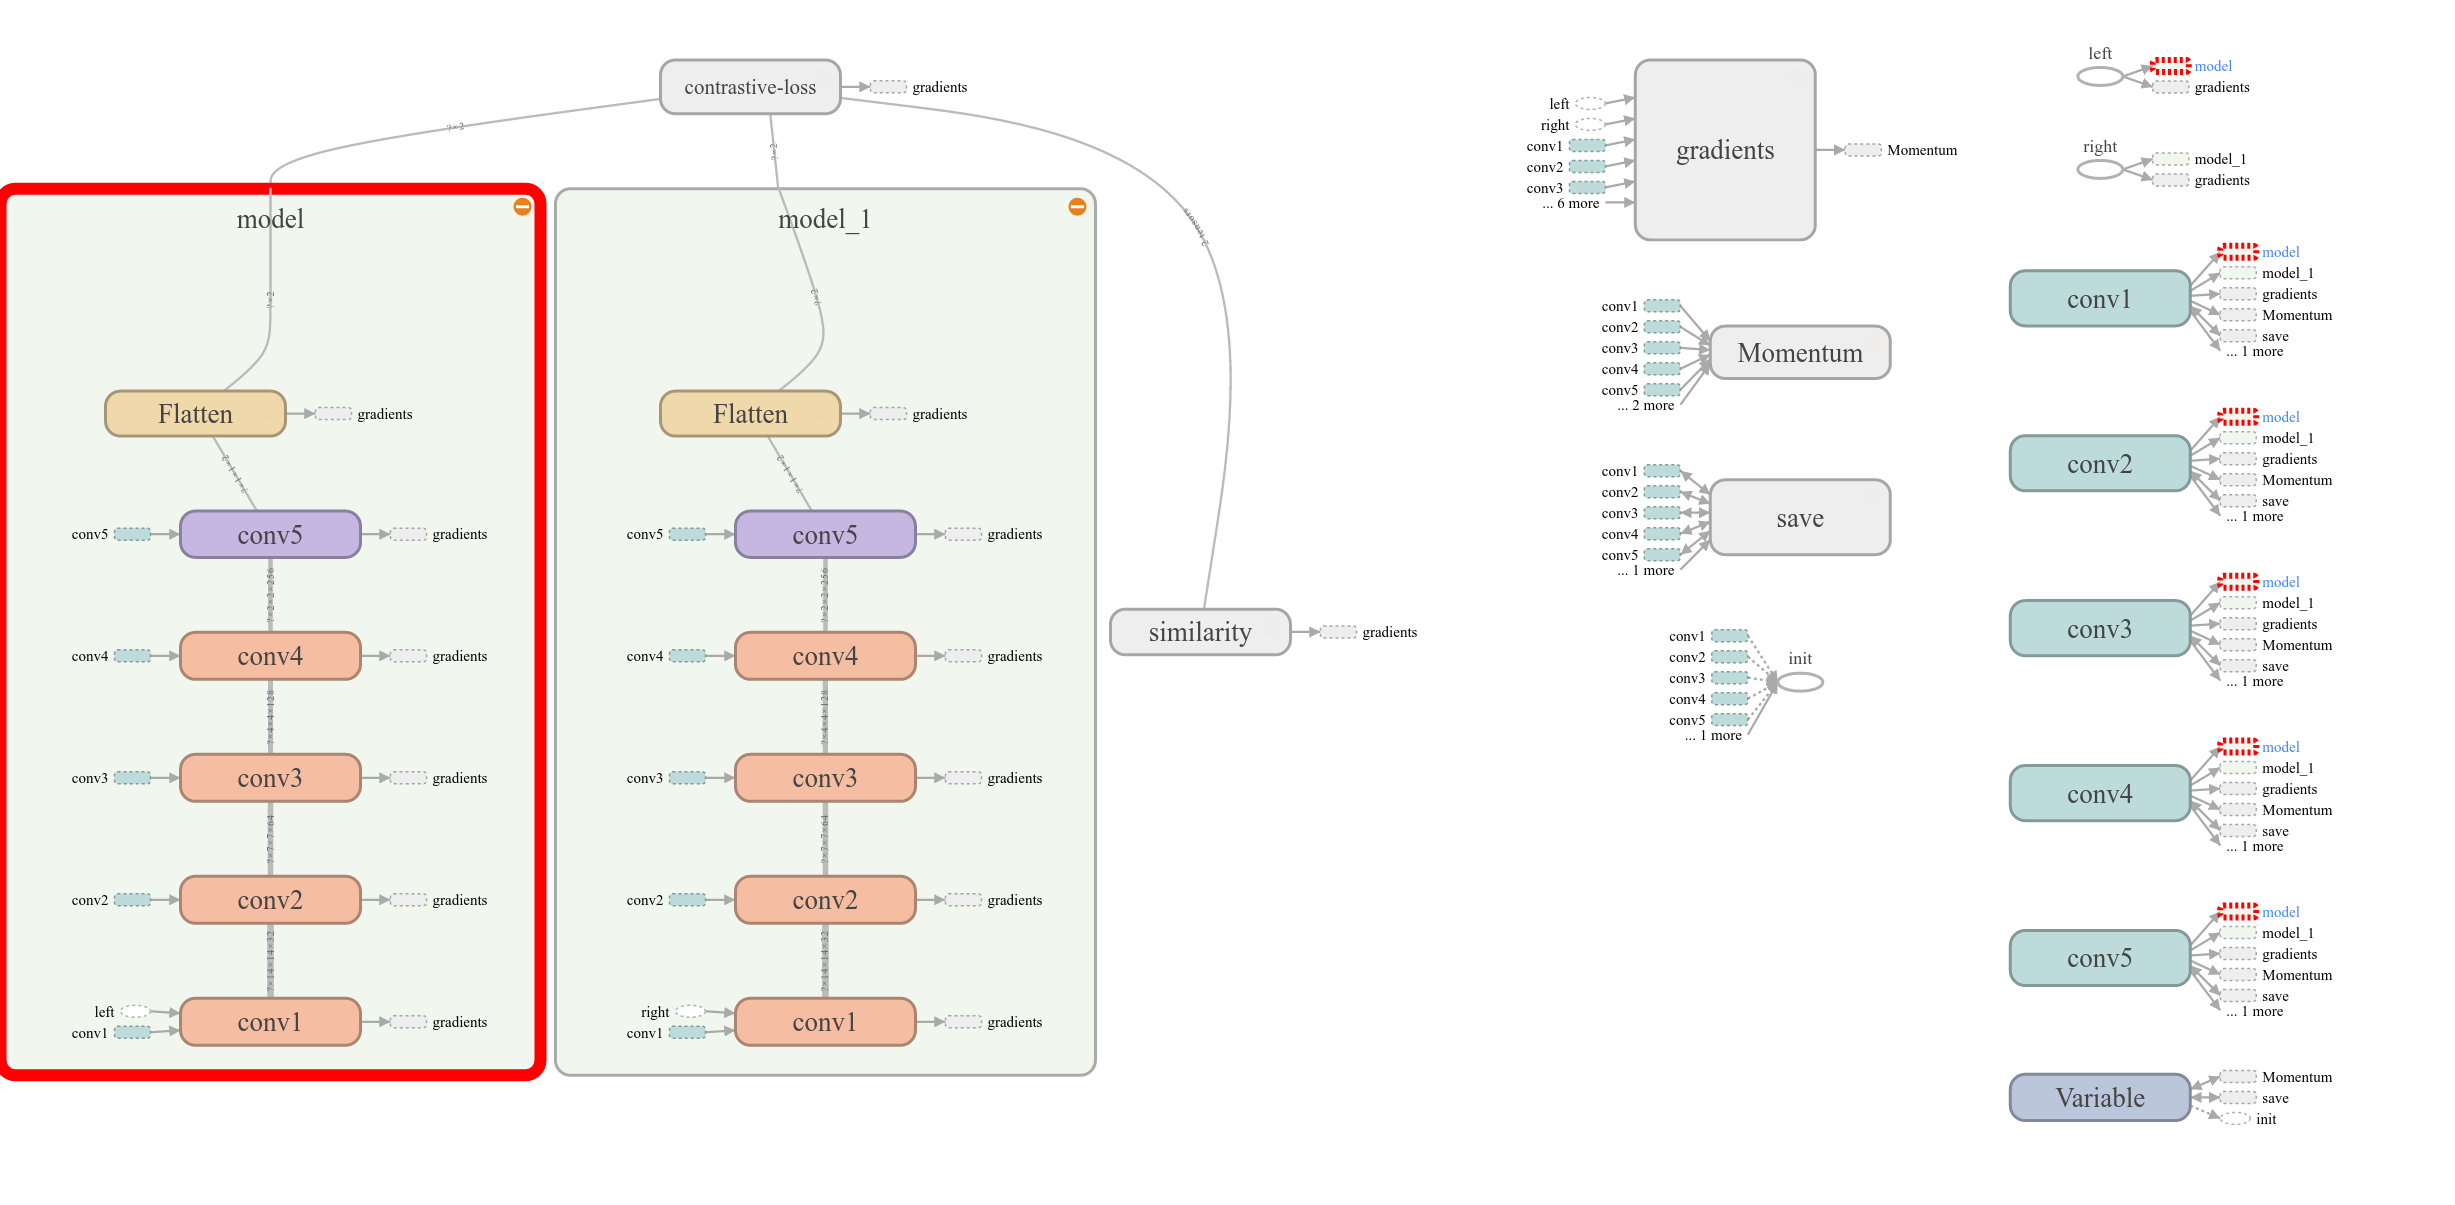 contrastive-loss
gradients
?×2
?×2
2 tensors
model
?×2
Flatten
gradients
?×1×1×2
conv5
conv5
gradients
?×2×2×256
conv4
conv4
gradients
?×4×4×128
conv3
conv3
gradients
?×7×7×64
conv2
conv2
gradients
?×14×14×32
left
conv1
conv1
gradients
model_1
?×2
Flatten
gradients
?×1×1×2
conv5
conv5
gradients
?×2×2×256
conv4
conv4
gradients
?×4×4×128
conv3
conv3
gradients
?×7×7×64
conv2
conv2
gradients
?×14×14×32
right
conv1
conv1
gradients
similarity
gradients
left
right
conv1
conv2
conv3
... 6 more
gradients
Momentum
conv1
conv2
conv3
conv4
conv5
... 2 more
Momentum
conv1
conv2
conv3
conv4
conv5
... 1 more
save
conv1
conv2
conv3
conv4
conv5
... 1 more
init
left
model
gradients
right
model_1
gradients
conv1
model
model_1
gradients
Momentum
save
... 1 more
conv2
model
model_1
gradients
Momentum
save
... 1 more
conv3
model
model_1
gradients
Momentum
save
... 1 more
conv4
model
model_1
gradients
Momentum
save
... 1 more
conv5
model
model_1
gradients
Momentum
save
... 1 more
Variable
Momentum
save
init